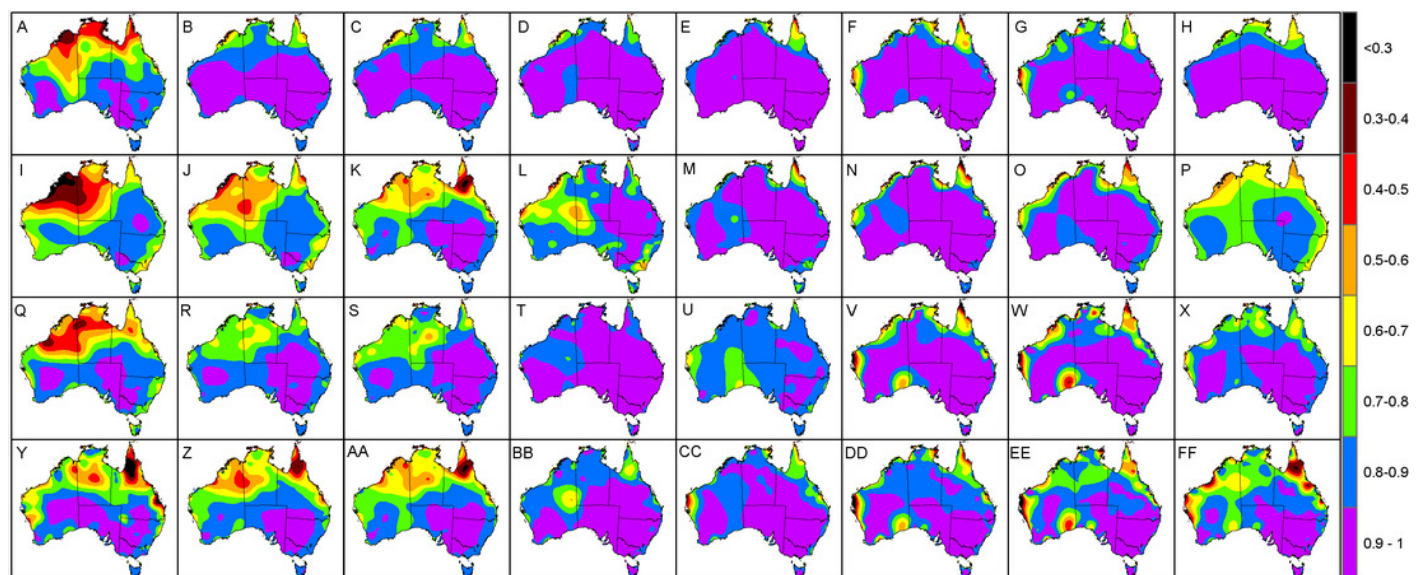 A B C D E F G H
<0.3
0.3-0.4
I J K L M N O P
0.4-0.5
0.5-0.6
Q R S T U V W X
0.6-0.7
0.7-0.8
Y Z AA BB CC DD EE FF
0.8-0.9
0.9 - 1